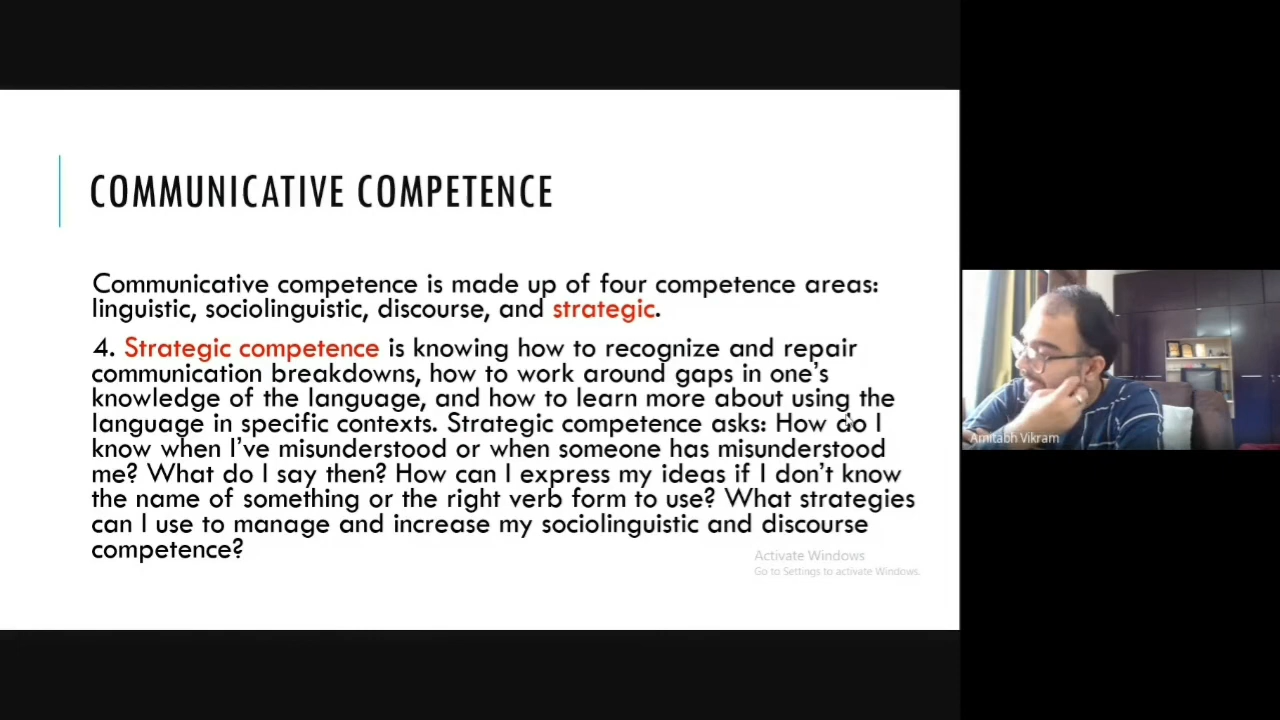 COMMUNICATIVE COMPETENCE
Communicative competence is made up of four competence areas:
linguistic, sociolinguistic, discourse, and strategic.
4. Strategic competence is knowing how to recognize and repair
communication breakdowns, how to work around gaps in one's
knowledge of the language, and how to learn more about using the
language in specific contexts. Strategic competence asks: How do I
know when I've misunderstood or when someone has misunderstood
me? What do I say then? How can I express my ideas if I don't know
the name of something or the right verb form to use? What strategies
can I use to manage and increase my sociolinguistic and discourse
competence?
Activate Windows
Go to Settings to activate Windows.
Amitabh Vikram